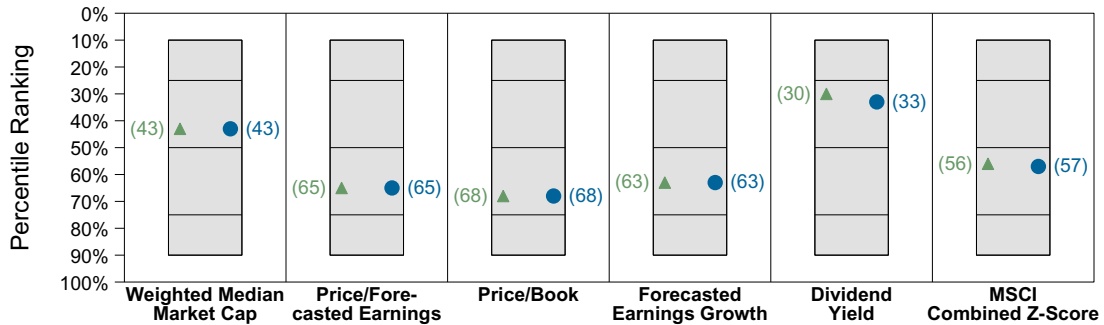 Percentile Ranking
0%
10%
20%
30%
40%
50%
60%
70%
80%
90%
100%
(43) (43)
(65) (65)
(68) (68)
(63) (63)
(30) (33)
(56) (57)
Weighted Median
Market Cap
Price/Fore-
casted Earnings
Price/Book
Forecasted
Earnings Growth
Dividend
Yield
MSCI
Combined Z-Score